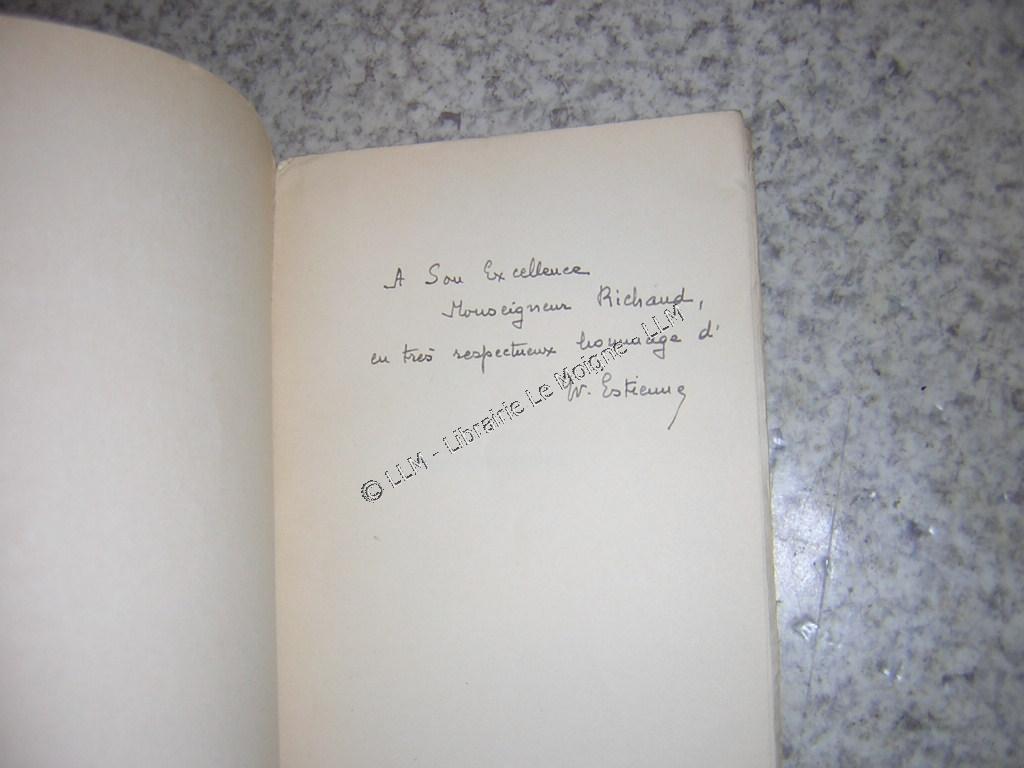 A Son Excellence
Monseigneur Richaud,
en très respectueux hommage d'
W. Estienne
© LLM - Librairie Le Moigne - LLM